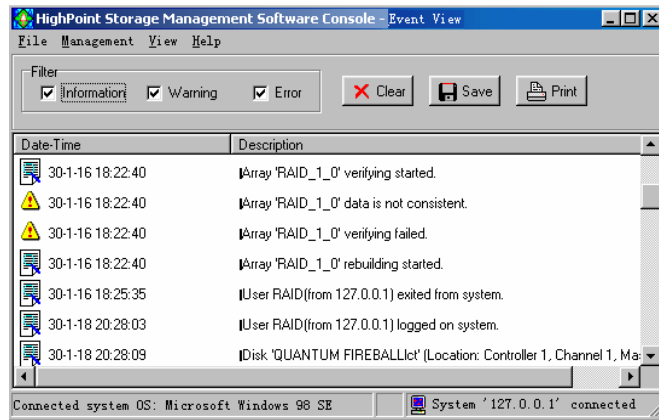 HighPoint Storage Management Software Console - Event View
File Management View Help
Filter
Information Warning Error Clear Save Print
Date-Time Description
30-1-16 18:22:40 Array 'RAID_1_0' verifying started.
30-1-16 18:22:40 Array 'RAID_1_0' data is not consistent.
30-1-16 18:22:40 Array 'RAID_1_0' verifying failed.
30-1-16 18:22:40 Array 'RAID_1_0' rebuilding started.
30-1-16 18:25:35 User RAID(from 127.0.0.1) exited from system.
30-1-18 20:28:03 User RAID(from 127.0.0.1) logged on system.
30-1-18 20:28:09 Disk 'QUANTUM FIREBALLlct' (Location: Controller 1, Channel 1, Ma
Connected system OS: Microsoft Windows 98 SE System '127.0.0.1' connected